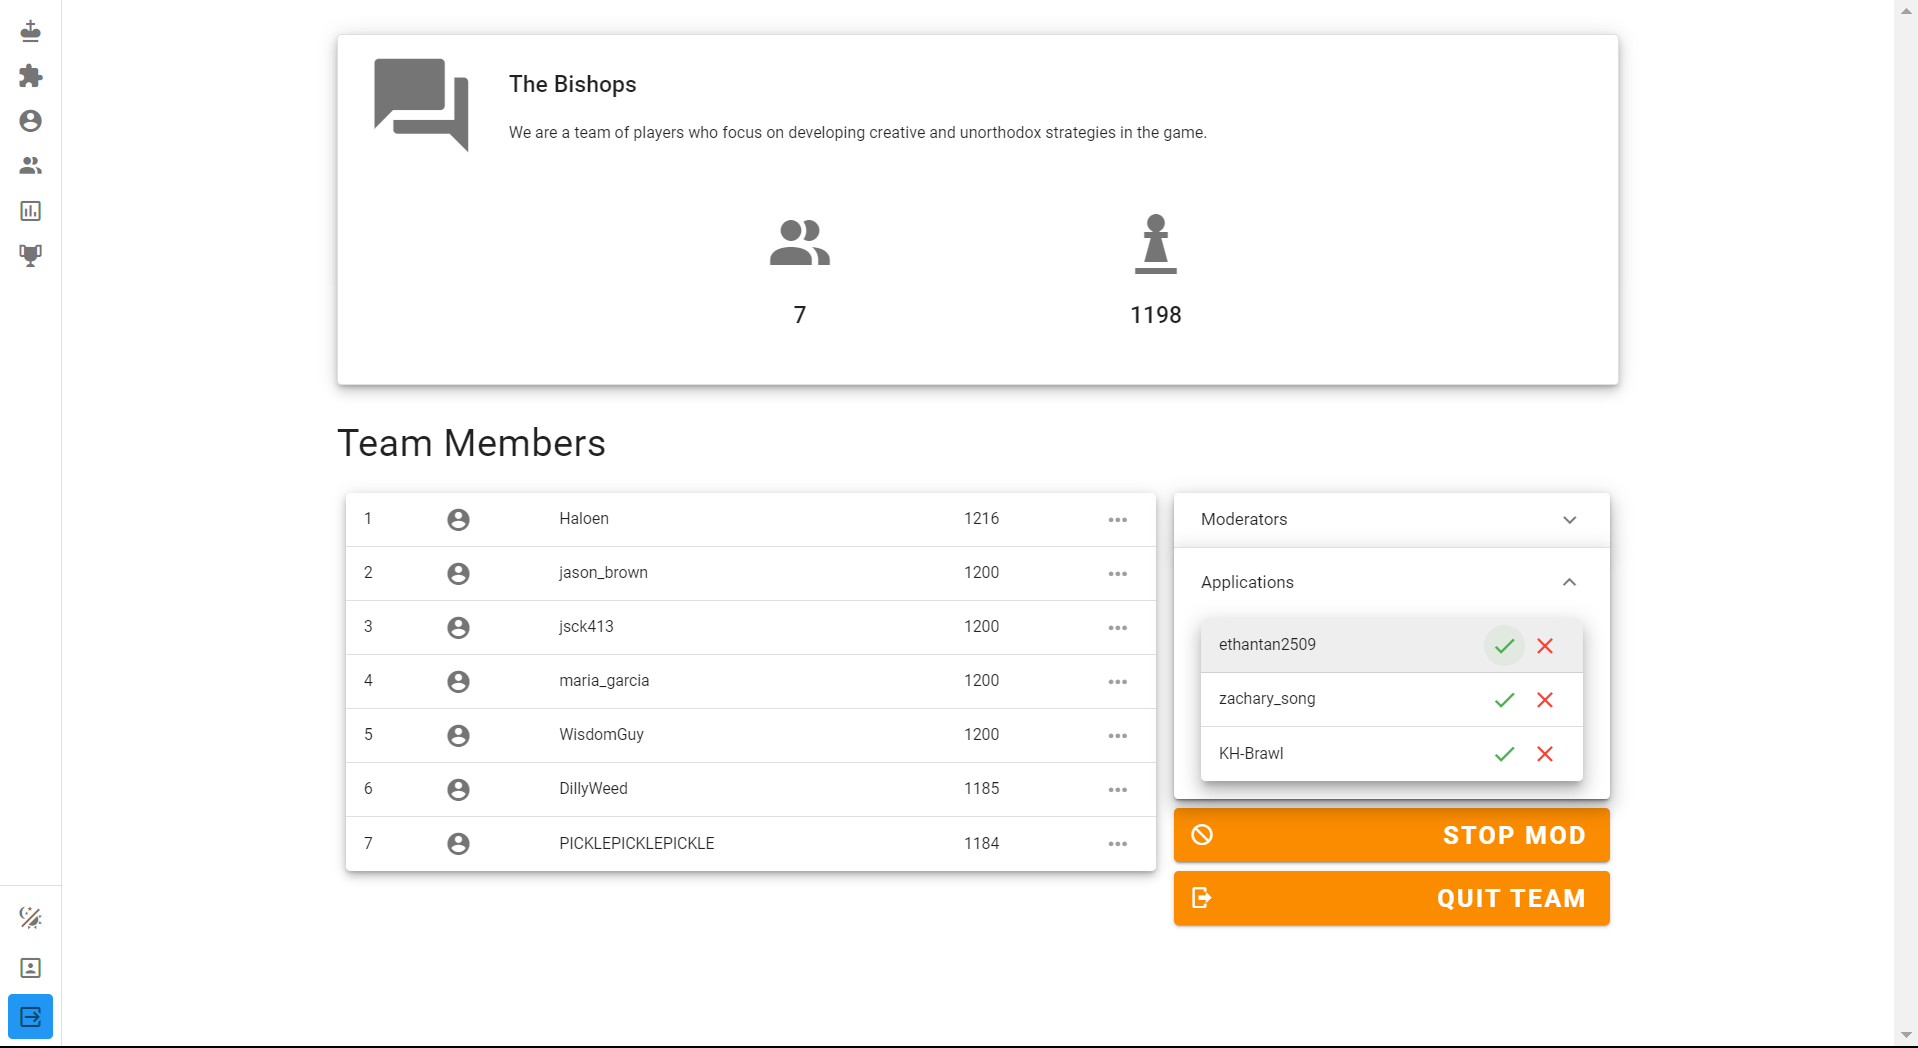 The Bishops
We are a team of players who focus on developing creative and unorthodox strategies in the game.
7
1198
Team Members
1 Haloen 1216
2 jason_brown 1200
3 jsck413 1200
4 maria_garcia 1200
5 WisdomGuy 1200
6 DillyWeed 1185
7 PICKLEPICKLEPICKLE 1184
Moderators
Applications
ethantan2509
zachary_song
KH-Brawl
STOP MOD
QUIT TEAM